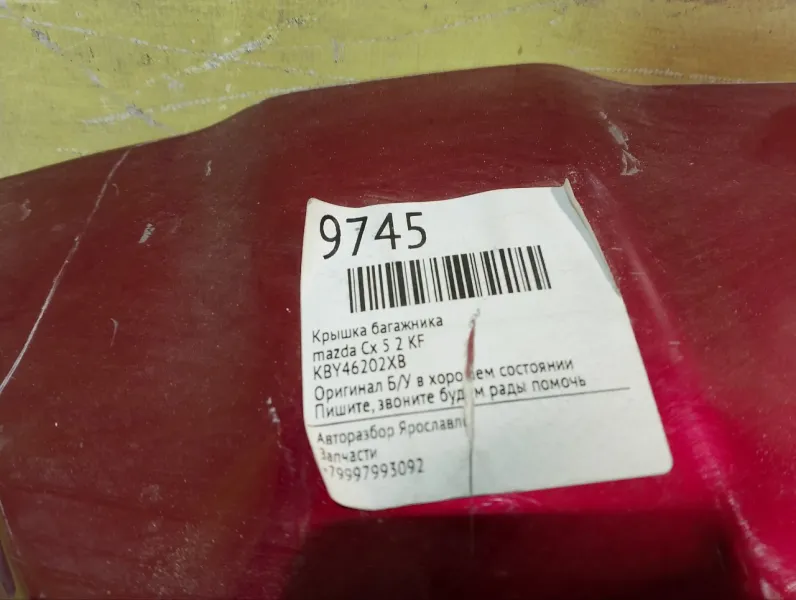 9745
Крышка багажника
mazda Cx 5 2 KF
KBY46202XB
Оригинал Б/У в хорошем состоянии
Пишите, звоните будем рады помочь
Авторазбор Ярославль
Запчасти
+79997993092